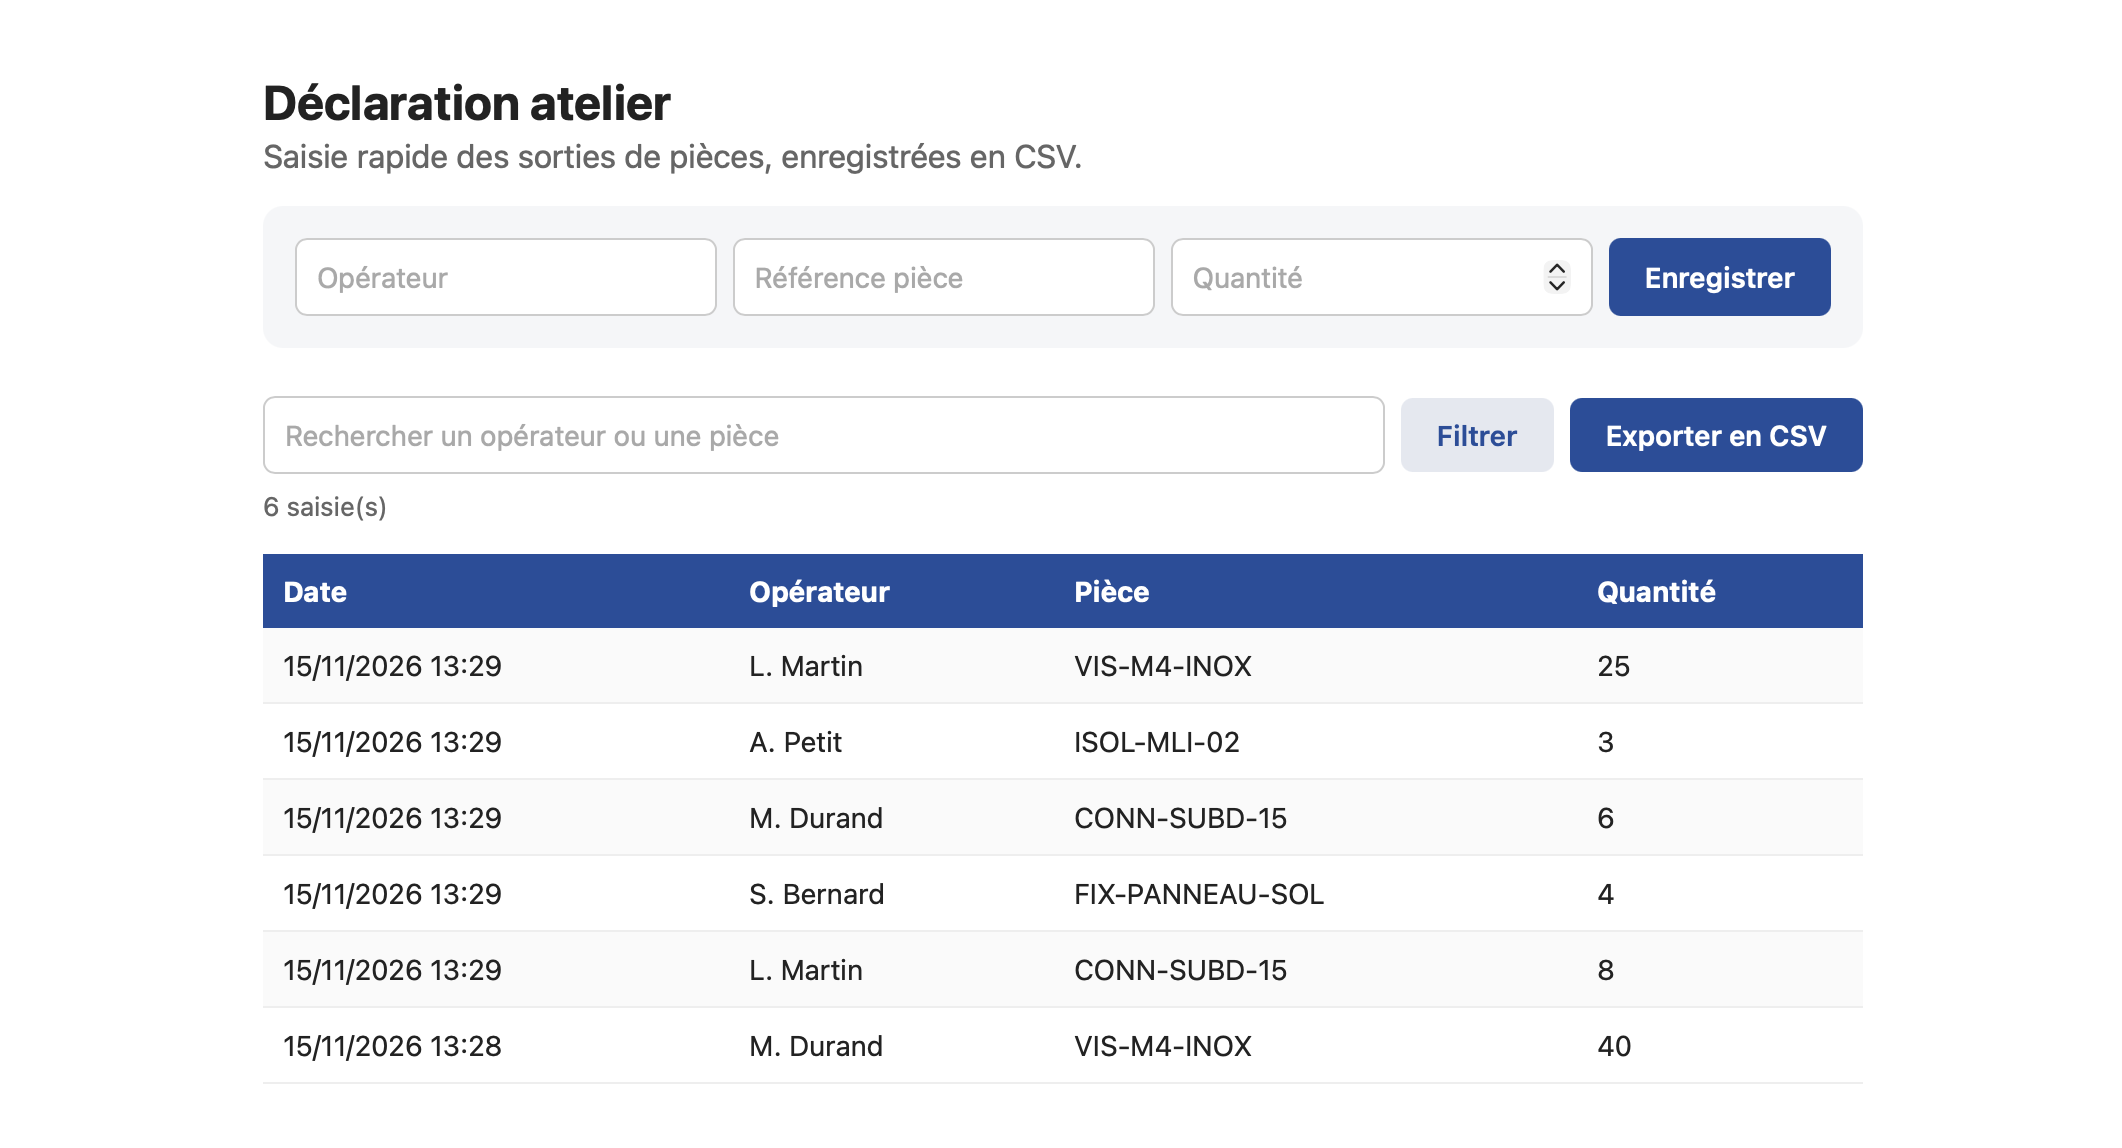 Déclaration atelier
Saisie rapide des sorties de pièces, enregistrées en CSV.
Opérateur Référence pièce Quantité Enregistrer
Rechercher un opérateur ou une pièce Filtrer Exporter en CSV
6 saisie(s)
Date Opérateur Pièce Quantité
15/11/2026 13:29 L. Martin VIS-M4-INOX 25
15/11/2026 13:29 A. Petit ISOL-MLI-02 3
15/11/2026 13:29 M. Durand CONN-SUBD-15 6
15/11/2026 13:29 S. Bernard FIX-PANNEAU-SOL 4
15/11/2026 13:29 L. Martin CONN-SUBD-15 8
15/11/2026 13:28 M. Durand VIS-M4-INOX 40